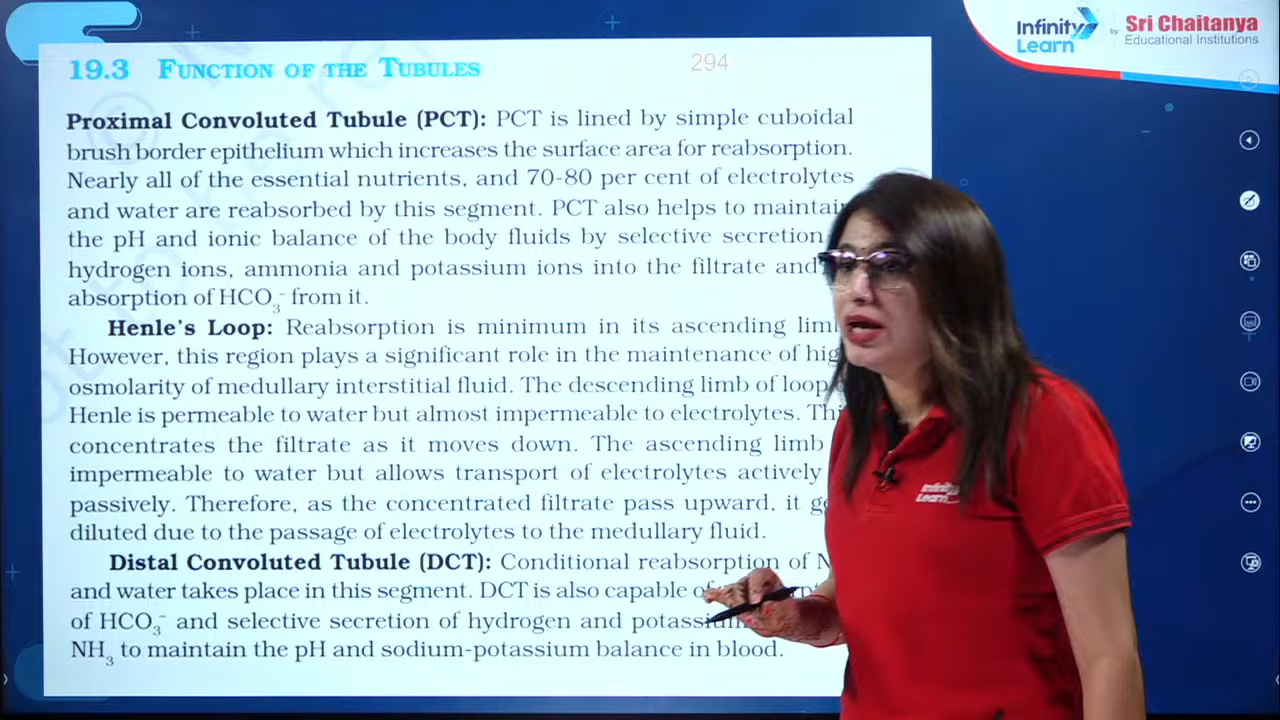 Infinity Learn by Sri Chaitanya Educational Institutions
19.3 FUNCTION OF THE TUBULES 294
Proximal Convoluted Tubule (PCT): PCT is lined by simple cuboidal
brush border epithelium which increases the surface area for reabsorption.
Nearly all of the essential nutrients, and 70-80 per cent of electrolytes
and water are reabsorbed by this segment. PCT also helps to
the pH and ionic balance of the body fluids by selective secretion
hydrogen ions, ammonia and potassium ions into the filtrate and
absorption of HCO₃⁻ from it.
Henle's Loop: Reabsorption is minimum in its ascending
However, this region plays a significant role in the maintenance of
osmolarity of medullary interstitial fluid. The descending limb of loop
Henle is permeable to water but almost impermeable to electrolytes.
concentrates the filtrate as it moves down. The ascending limb
impermeable to water but allows transport of electrolytes actively
passively. Therefore, as the concentrated filtrate pass upward, it
diluted due to the passage of electrolytes to the medullary fluid.
Distal Convoluted Tubule (DCT): Conditional reabsorption of
and water takes place in this segment. DCT is also capable
of HCO₃⁻ and selective secretion of hydrogen and
NH₃ to maintain the pH and sodium-potassium balance in blood.
Infinity Learn